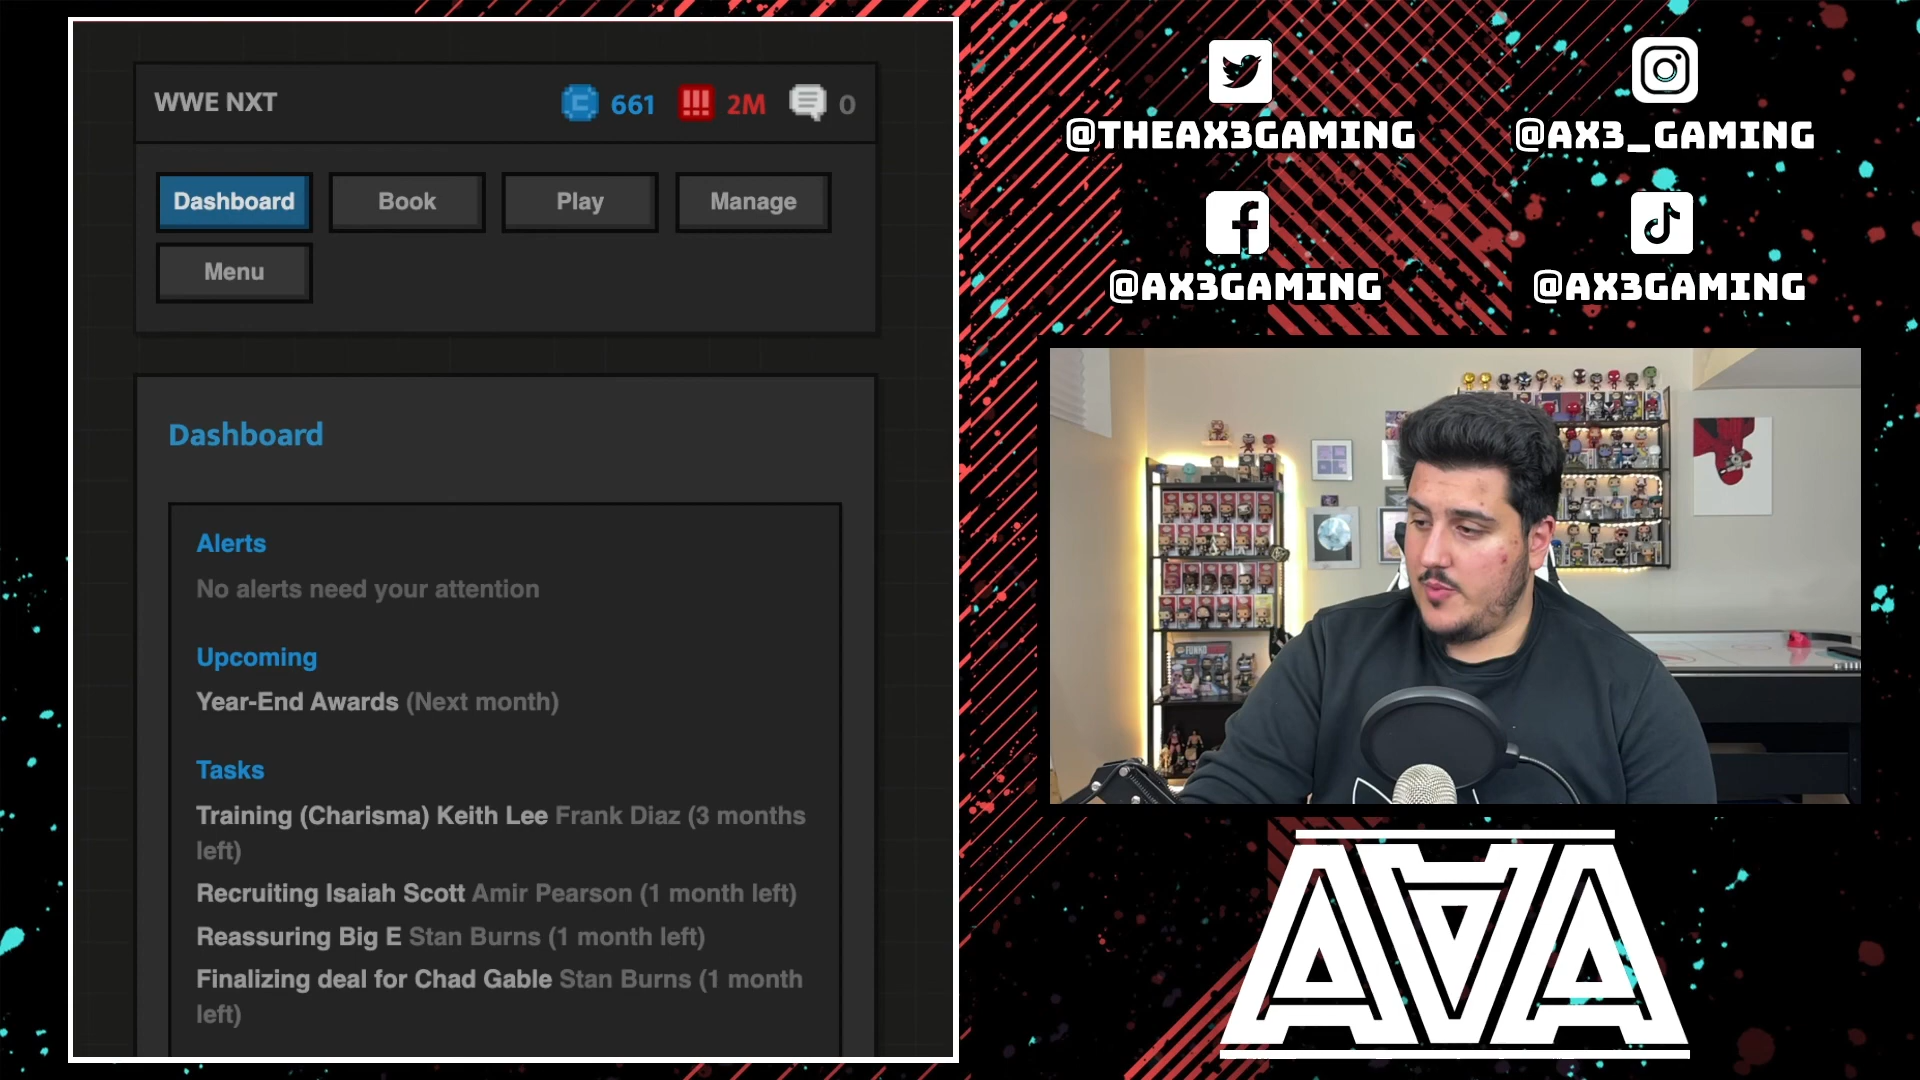 WWE NXT
661
2M
0
Dashboard
Book
Play
Manage
Menu
Dashboard
Alerts
No alerts need your attention
Upcoming
Year-End Awards (Next month)
Tasks
Training (Charisma) Keith Lee Frank Diaz (3 months
left)
Recruiting Isaiah Scott Amir Pearson (1 month left)
Reassuring Big E Stan Burns (1 month left)
Finalizing deal for Chad Gable Stan Burns (1 month
left)
@THEAX3GAMING
@AX3_GAMING
@AX3GAMING
@AX3GAMING
FUNKO